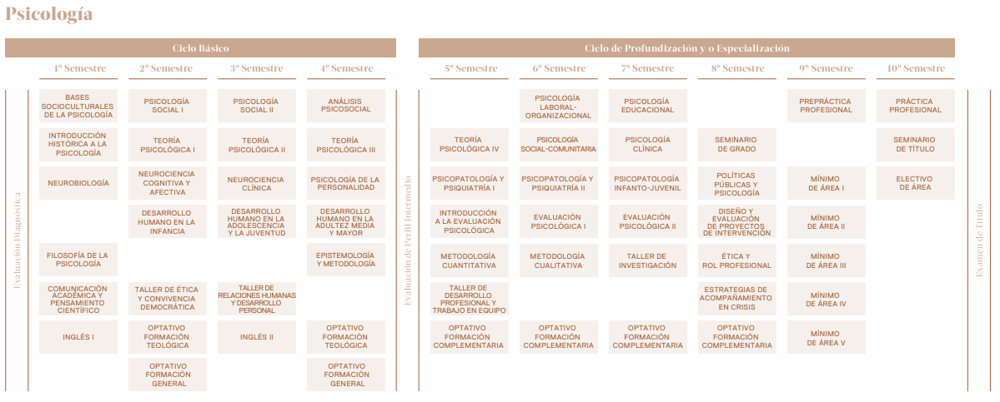 Psicología
Ciclo Básico
Ciclo de Profundización y o Especialización
1º Semestre
2º Semestre
3º Semestre
4º Semestre
5º Semestre
6º Semestre
7º Semestre
8º Semestre
9º Semestre
10º Semestre
Evaluación Diagnóstica
BASES
SOCIOCULTURALES
DE LA PSICOLOGÍA
INTRODUCCIÓN
HISTÓRICA A LA
PSICOLOGÍA
NEUROBIOLOGÍA
FILOSOFÍA DE LA
PSICOLOGÍA
COMUNICACIÓN
ACADÉMICA Y
PENSAMIENTO
CIENTÍFICO
INGLÉS I
PSICOLOGÍA
SOCIAL I
TEORÍA
PSICOLÓGICA I
NEUROCIENCIA
COGNITIVA Y
AFECTIVA
DESARROLLO
HUMANO EN LA
INFANCIA
TALLER DE ÉTICA
Y CONVIVENCIA
DEMOCRÁTICA
OPTATIVO
FORMACIÓN
TEOLÓGICA
OPTATIVO
FORMACIÓN
GENERAL
PSICOLOGÍA
SOCIAL II
TEORÍA
PSICOLÓGICA II
NEUROCIENCIA
CLÍNICA
DESARROLLO
HUMANO EN LA
ADOLESCENCIA
Y LA JUVENTUD
TALLER DE
RELACIONES HUMANAS
Y DESARROLLO
PERSONAL
INGLÉS II
ANÁLISIS
PSICOSOCIAL
TEORÍA
PSICOLÓGICA III
PSICOLOGÍA DE LA
PERSONALIDAD
DESARROLLO
HUMANO EN LA
ADULTEZ MEDIA
Y MAYOR
EPISTEMOLOGÍA
Y METODOLOGÍA
OPTATIVO
FORMACIÓN
TEOLÓGICA
OPTATIVO
FORMACIÓN
GENERAL
Evaluación de Perfil Intermedio
TEORÍA
PSICOLÓGICA IV
PSICOPATOLOGÍA Y
PSIQUIATRÍA I
INTRODUCCIÓN
A LA EVALUACIÓN
PSICOLÓGICA
METODOLOGÍA
CUANTITATIVA
TALLER DE
DESARROLLO
PROFESIONAL Y
TRABAJO EN EQUIPO
OPTATIVO
FORMACIÓN
COMPLEMENTARIA
PSICOLOGÍA
LABORAL-
ORGANIZACIONAL
PSICOLOGÍA
SOCIAL-COMUNITARIA
PSICOPATOLOGÍA Y
PSIQUIATRÍA II
EVALUACIÓN
PSICOLÓGICA I
METODOLOGÍA
CUALITATIVA
OPTATIVO
FORMACIÓN
COMPLEMENTARIA
PSICOLOGÍA
EDUCACIONAL
PSICOLOGÍA
CLÍNICA
PSICOPATOLOGÍA
INFANTO-JUVENIL
EVALUACIÓN
PSICOLÓGICA II
TALLER DE
INVESTIGACIÓN
OPTATIVO
FORMACIÓN
COMPLEMENTARIA
SEMINARIO
DE GRADO
POLÍTICAS
PÚBLICAS Y
PSICOLOGÍA
DISEÑO Y
EVALUACIÓN
DE PROYECTOS
DE INTERVENCIÓN
ÉTICA Y
ROL PROFESIONAL
ESTRATEGIAS DE
ACOMPAÑAMIENTO
EN CRISIS
OPTATIVO
FORMACIÓN
COMPLEMENTARIA
PREPRÁCTICA
PROFESIONAL
MÍNIMO
DE ÁREA I
MÍNIMO
DE ÁREA II
MÍNIMO
DE ÁREA III
MÍNIMO
DE ÁREA IV
MÍNIMO
DE ÁREA V
PRÁCTICA
PROFESIONAL
SEMINARIO
DE TÍTULO
ELECTIVO
DE ÁREA
Examen de Título